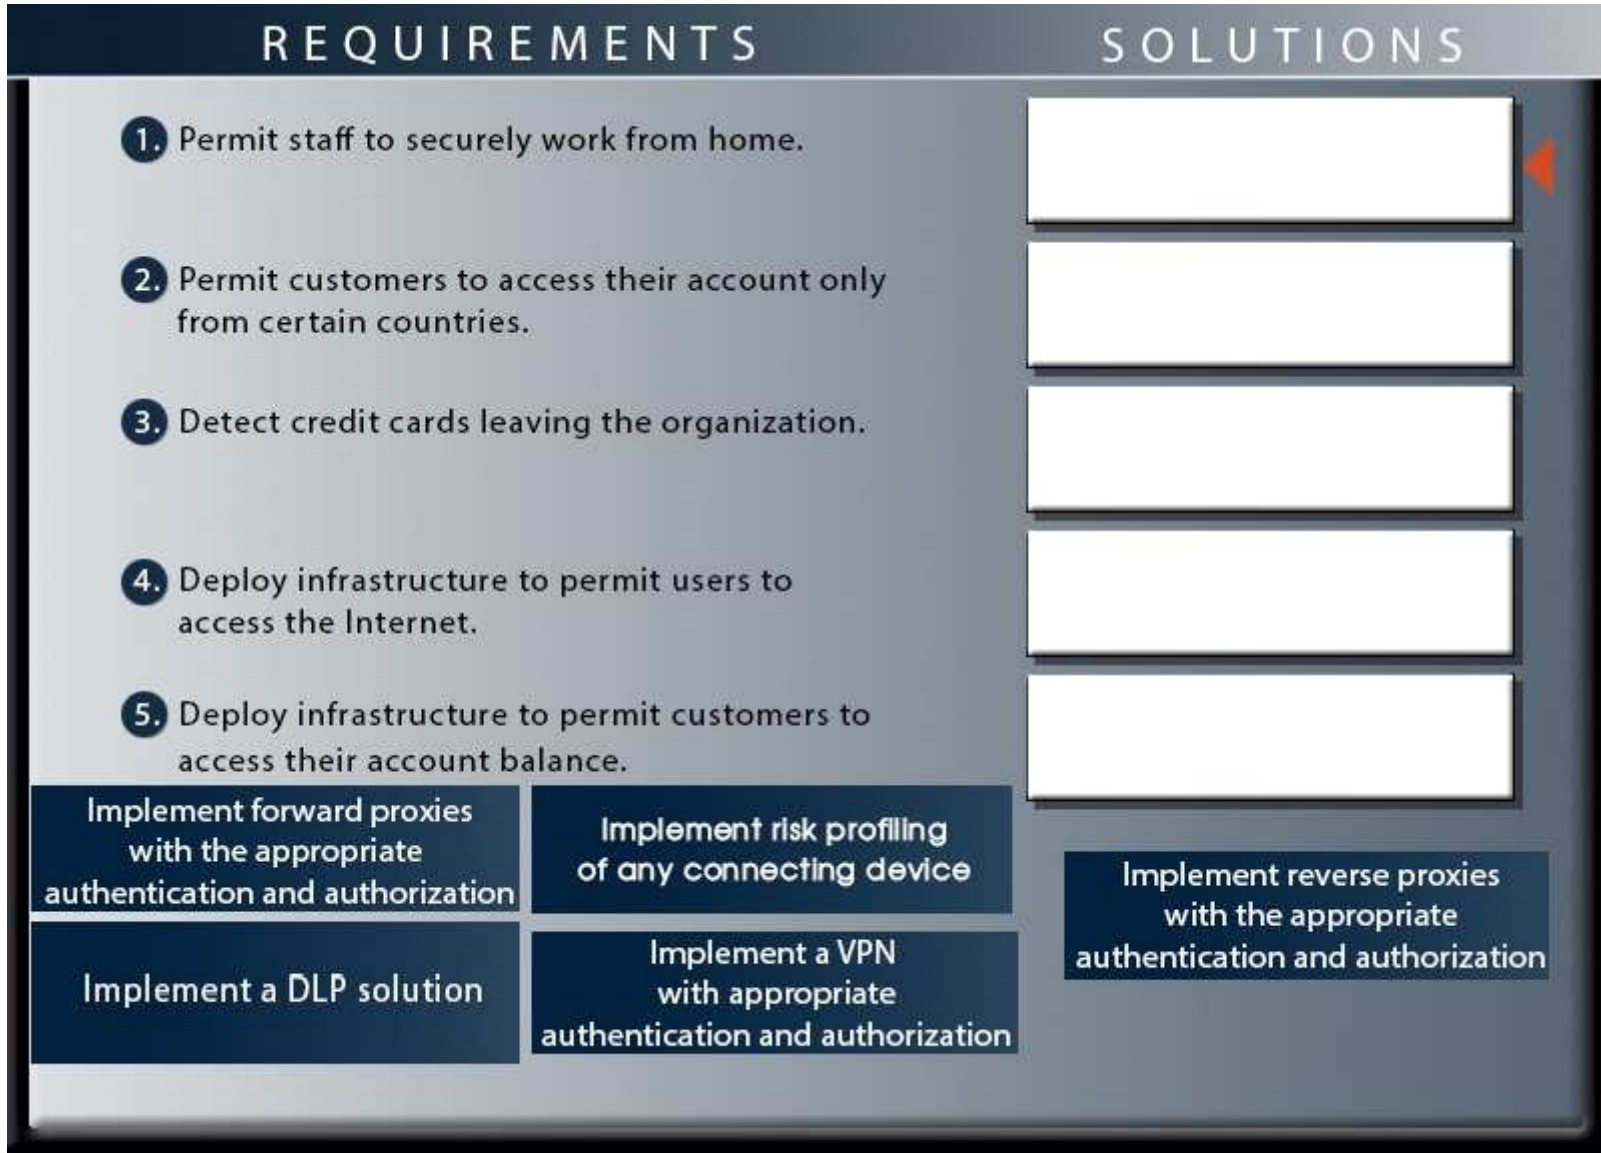 REQUIREMENTS
SOLUTIONS
1. Permit staff to securely work from home.
2. Permit customers to access their account only
from certain countries.
3. Detect credit cards leaving the organization.
4. Deploy infrastructure to permit users to
access the Internet.
5. Deploy infrastructure to permit customers to
access their account balance.
Implement forward proxies
with the appropriate
authentication and authorization
Implement risk profiling
of any connecting device
Implement reverse proxies
with the appropriate
authentication and authorization
Implement a DLP solution
Implement a VPN
with appropriate
authentication and authorization